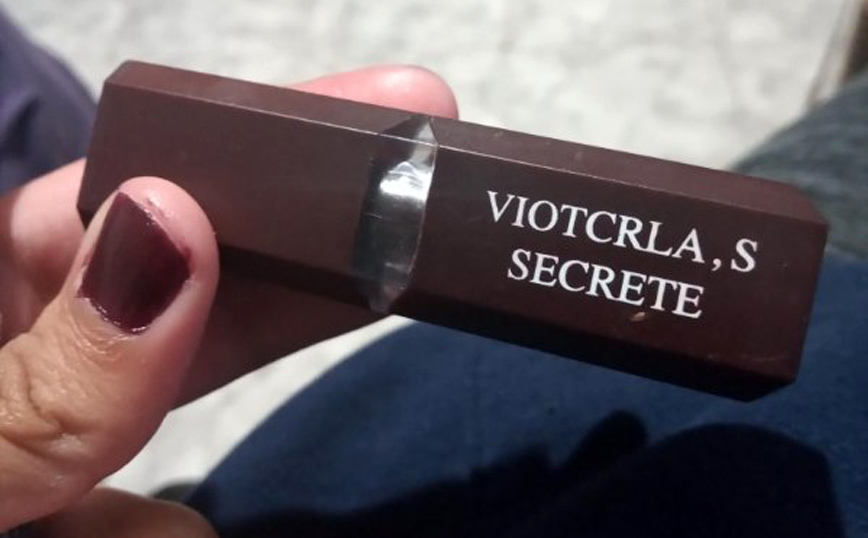 VIOTCRLA, S
SECRETE